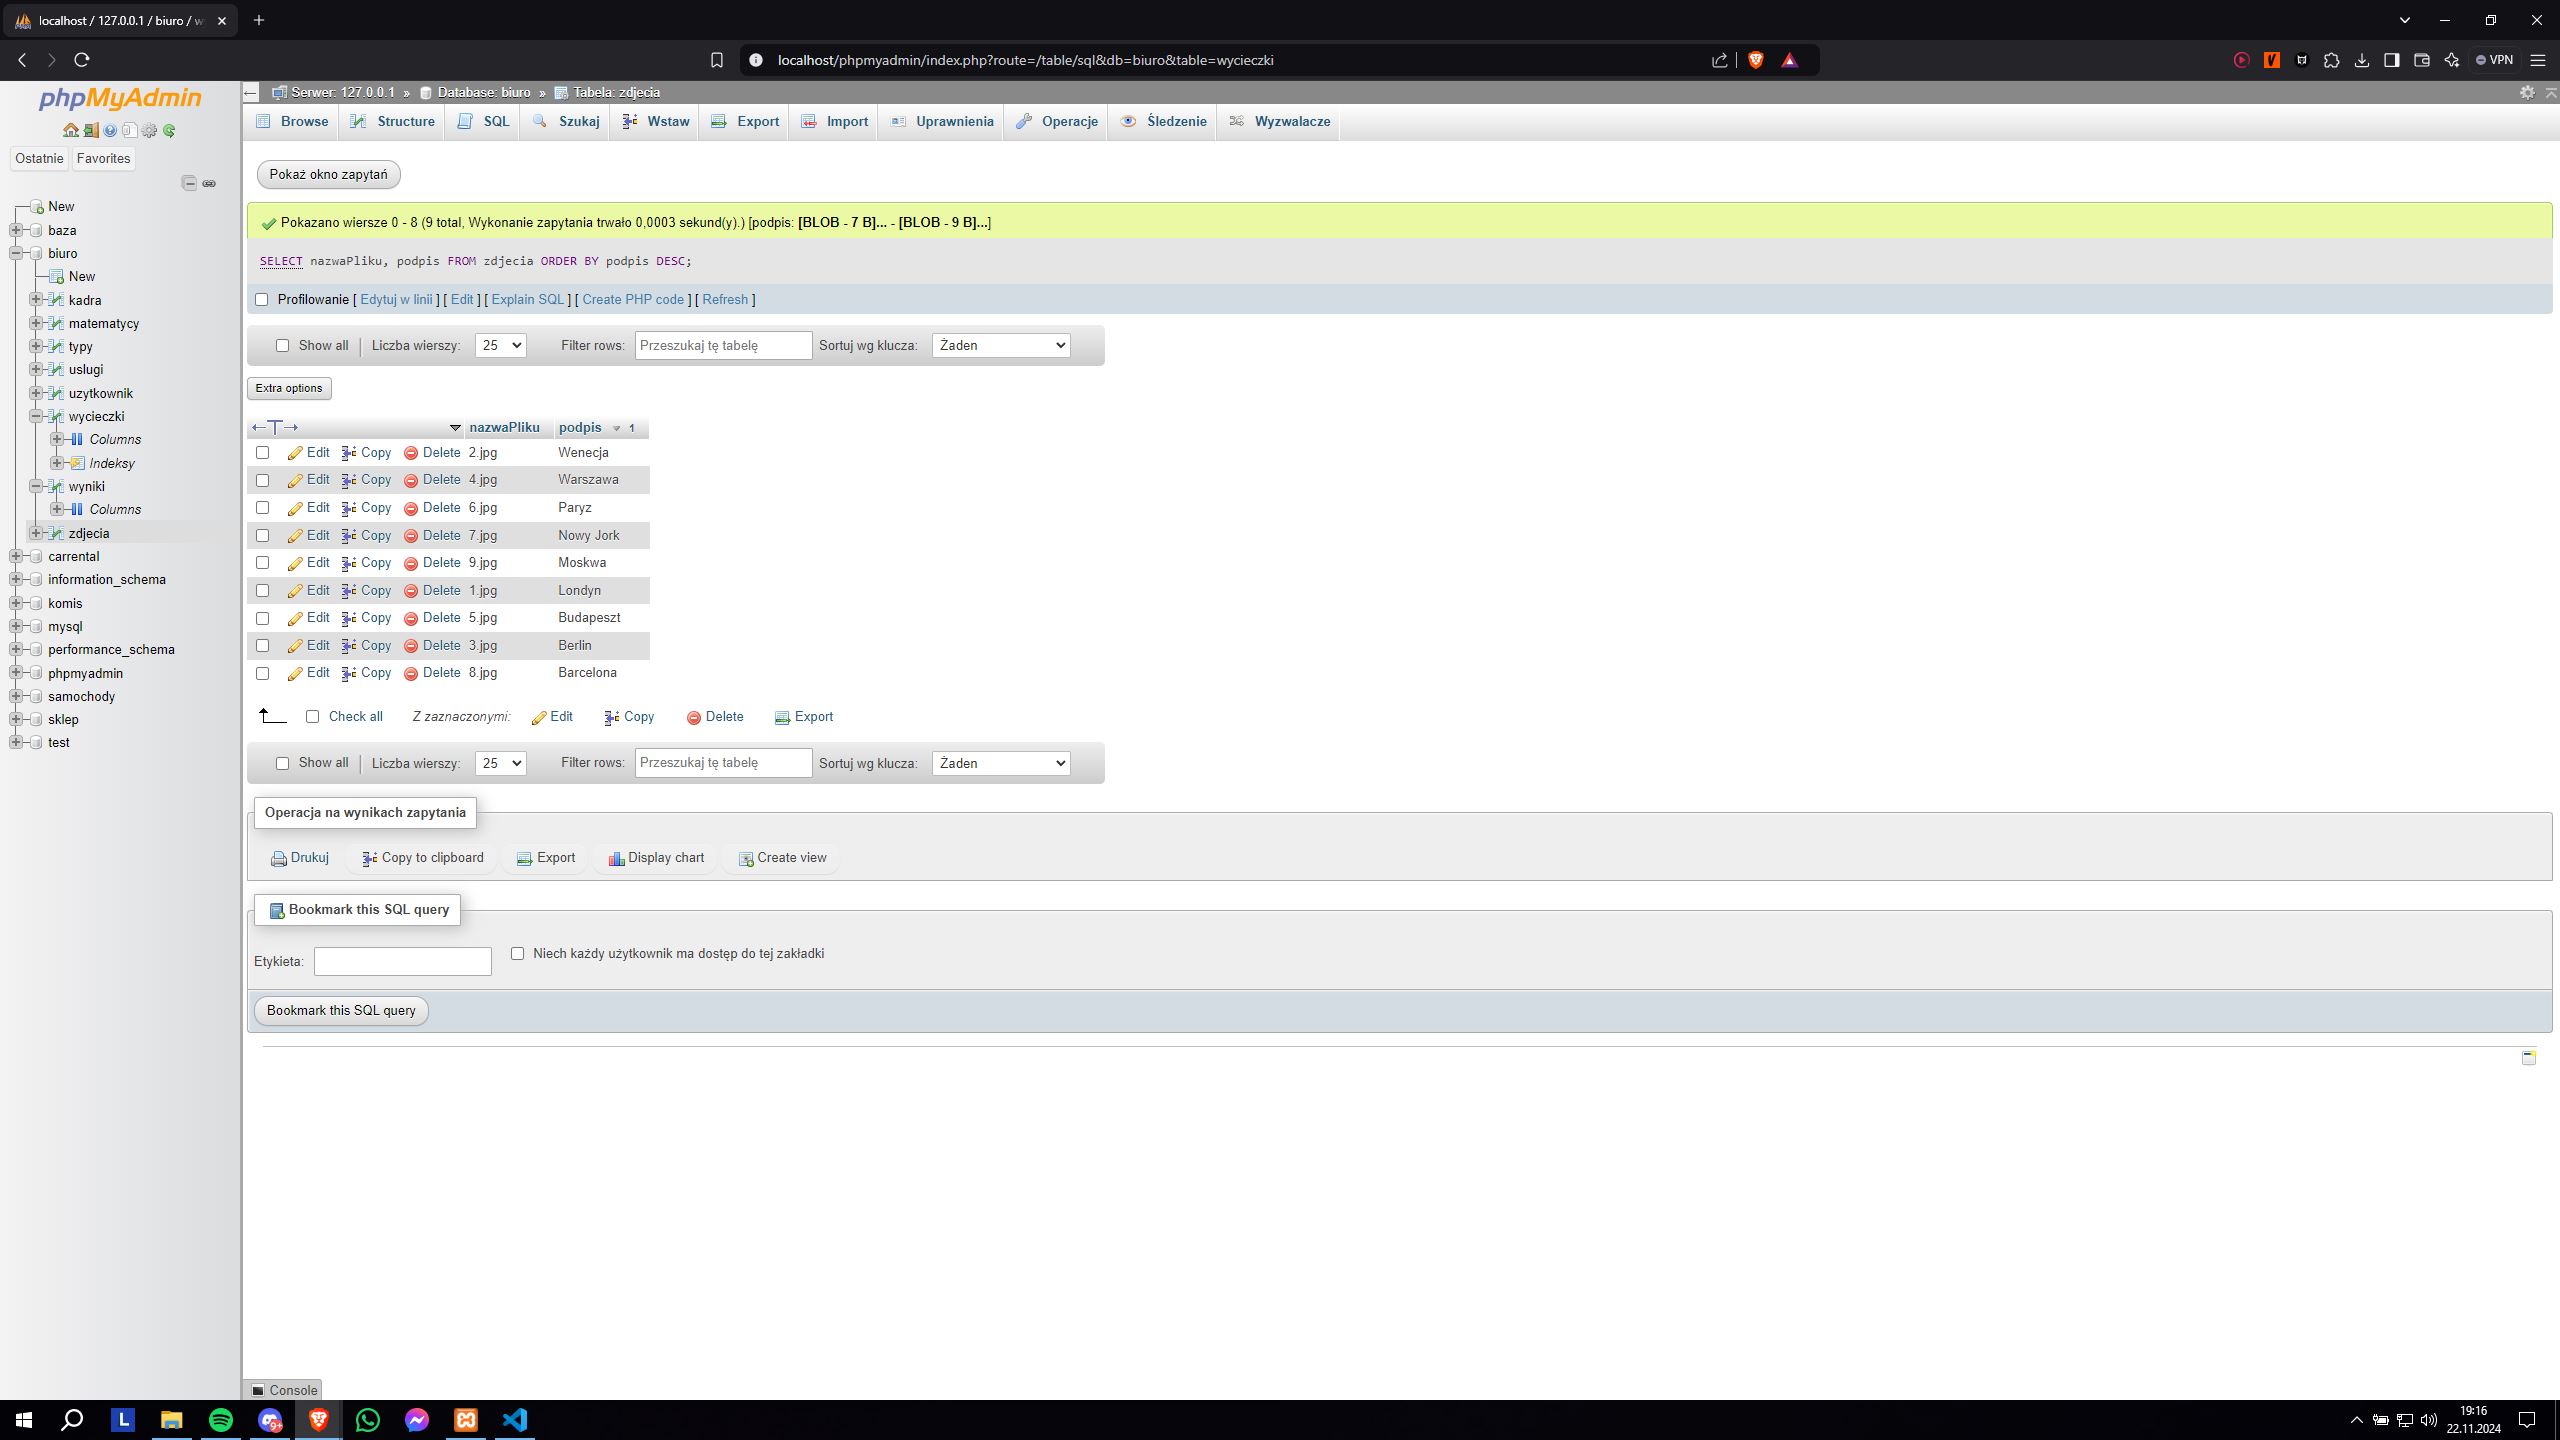 localhost / 127.0.0.1 / biuro / w
localhost/phpmyadmin/index.php?route=/table/sql&db=biuro&table=wycieczki
VPN
phpMyAdmin
Ostatnie Favorites
New
baza
biuro
New
kadra
matematycy
typy
uslugi
uzytkownik
wycieczki
Columns
Indeksy
wyniki
Columns
zdjecia
carrental
information_schema
komis
mysql
performance_schema
phpmyadmin
samochody
sklep
test
Serwer: 127.0.0.1 » Database: biuro » Tabela: zdjecia
Browse Structure SQL Szukaj Wstaw Export Import Uprawnienia Operacje Śledzenie Wyzwalacze
Pokaż okno zapytań
Pokazano wiersze 0 - 8 (9 total, Wykonanie zapytania trwało 0,0003 sekund(y).) [podpis: [BLOB - 7 B]... - [BLOB - 9 B]...]
SELECT nazwaPliku, podpis FROM zdjecia ORDER BY podpis DESC;
Profilowanie [ Edytuj w linii ] [ Edit ] [ Explain SQL ] [ Create PHP code ] [ Refresh ]
Show all | Liczba wierszy: 25 Filter rows: Przeszukaj tę tabelę Sortuj wg klucza: Żaden
Extra options
←T→ nazwaPliku podpis 1
Edit Copy Delete 2.jpg Wenecja
Edit Copy Delete 4.jpg Warszawa
Edit Copy Delete 6.jpg Paryz
Edit Copy Delete 7.jpg Nowy Jork
Edit Copy Delete 9.jpg Moskwa
Edit Copy Delete 1.jpg Londyn
Edit Copy Delete 5.jpg Budapeszt
Edit Copy Delete 3.jpg Berlin
Edit Copy Delete 8.jpg Barcelona
Check all Z zaznaczonymi: Edit Copy Delete Export
Show all | Liczba wierszy: 25 Filter rows: Przeszukaj tę tabelę Sortuj wg klucza: Żaden
Operacja na wynikach zapytania
Drukuj Copy to clipboard Export Display chart Create view
Bookmark this SQL query
Etykieta: Niech każdy użytkownik ma dostęp do tej zakładki
Bookmark this SQL query
Console
L
9+
19:16
22.11.2024